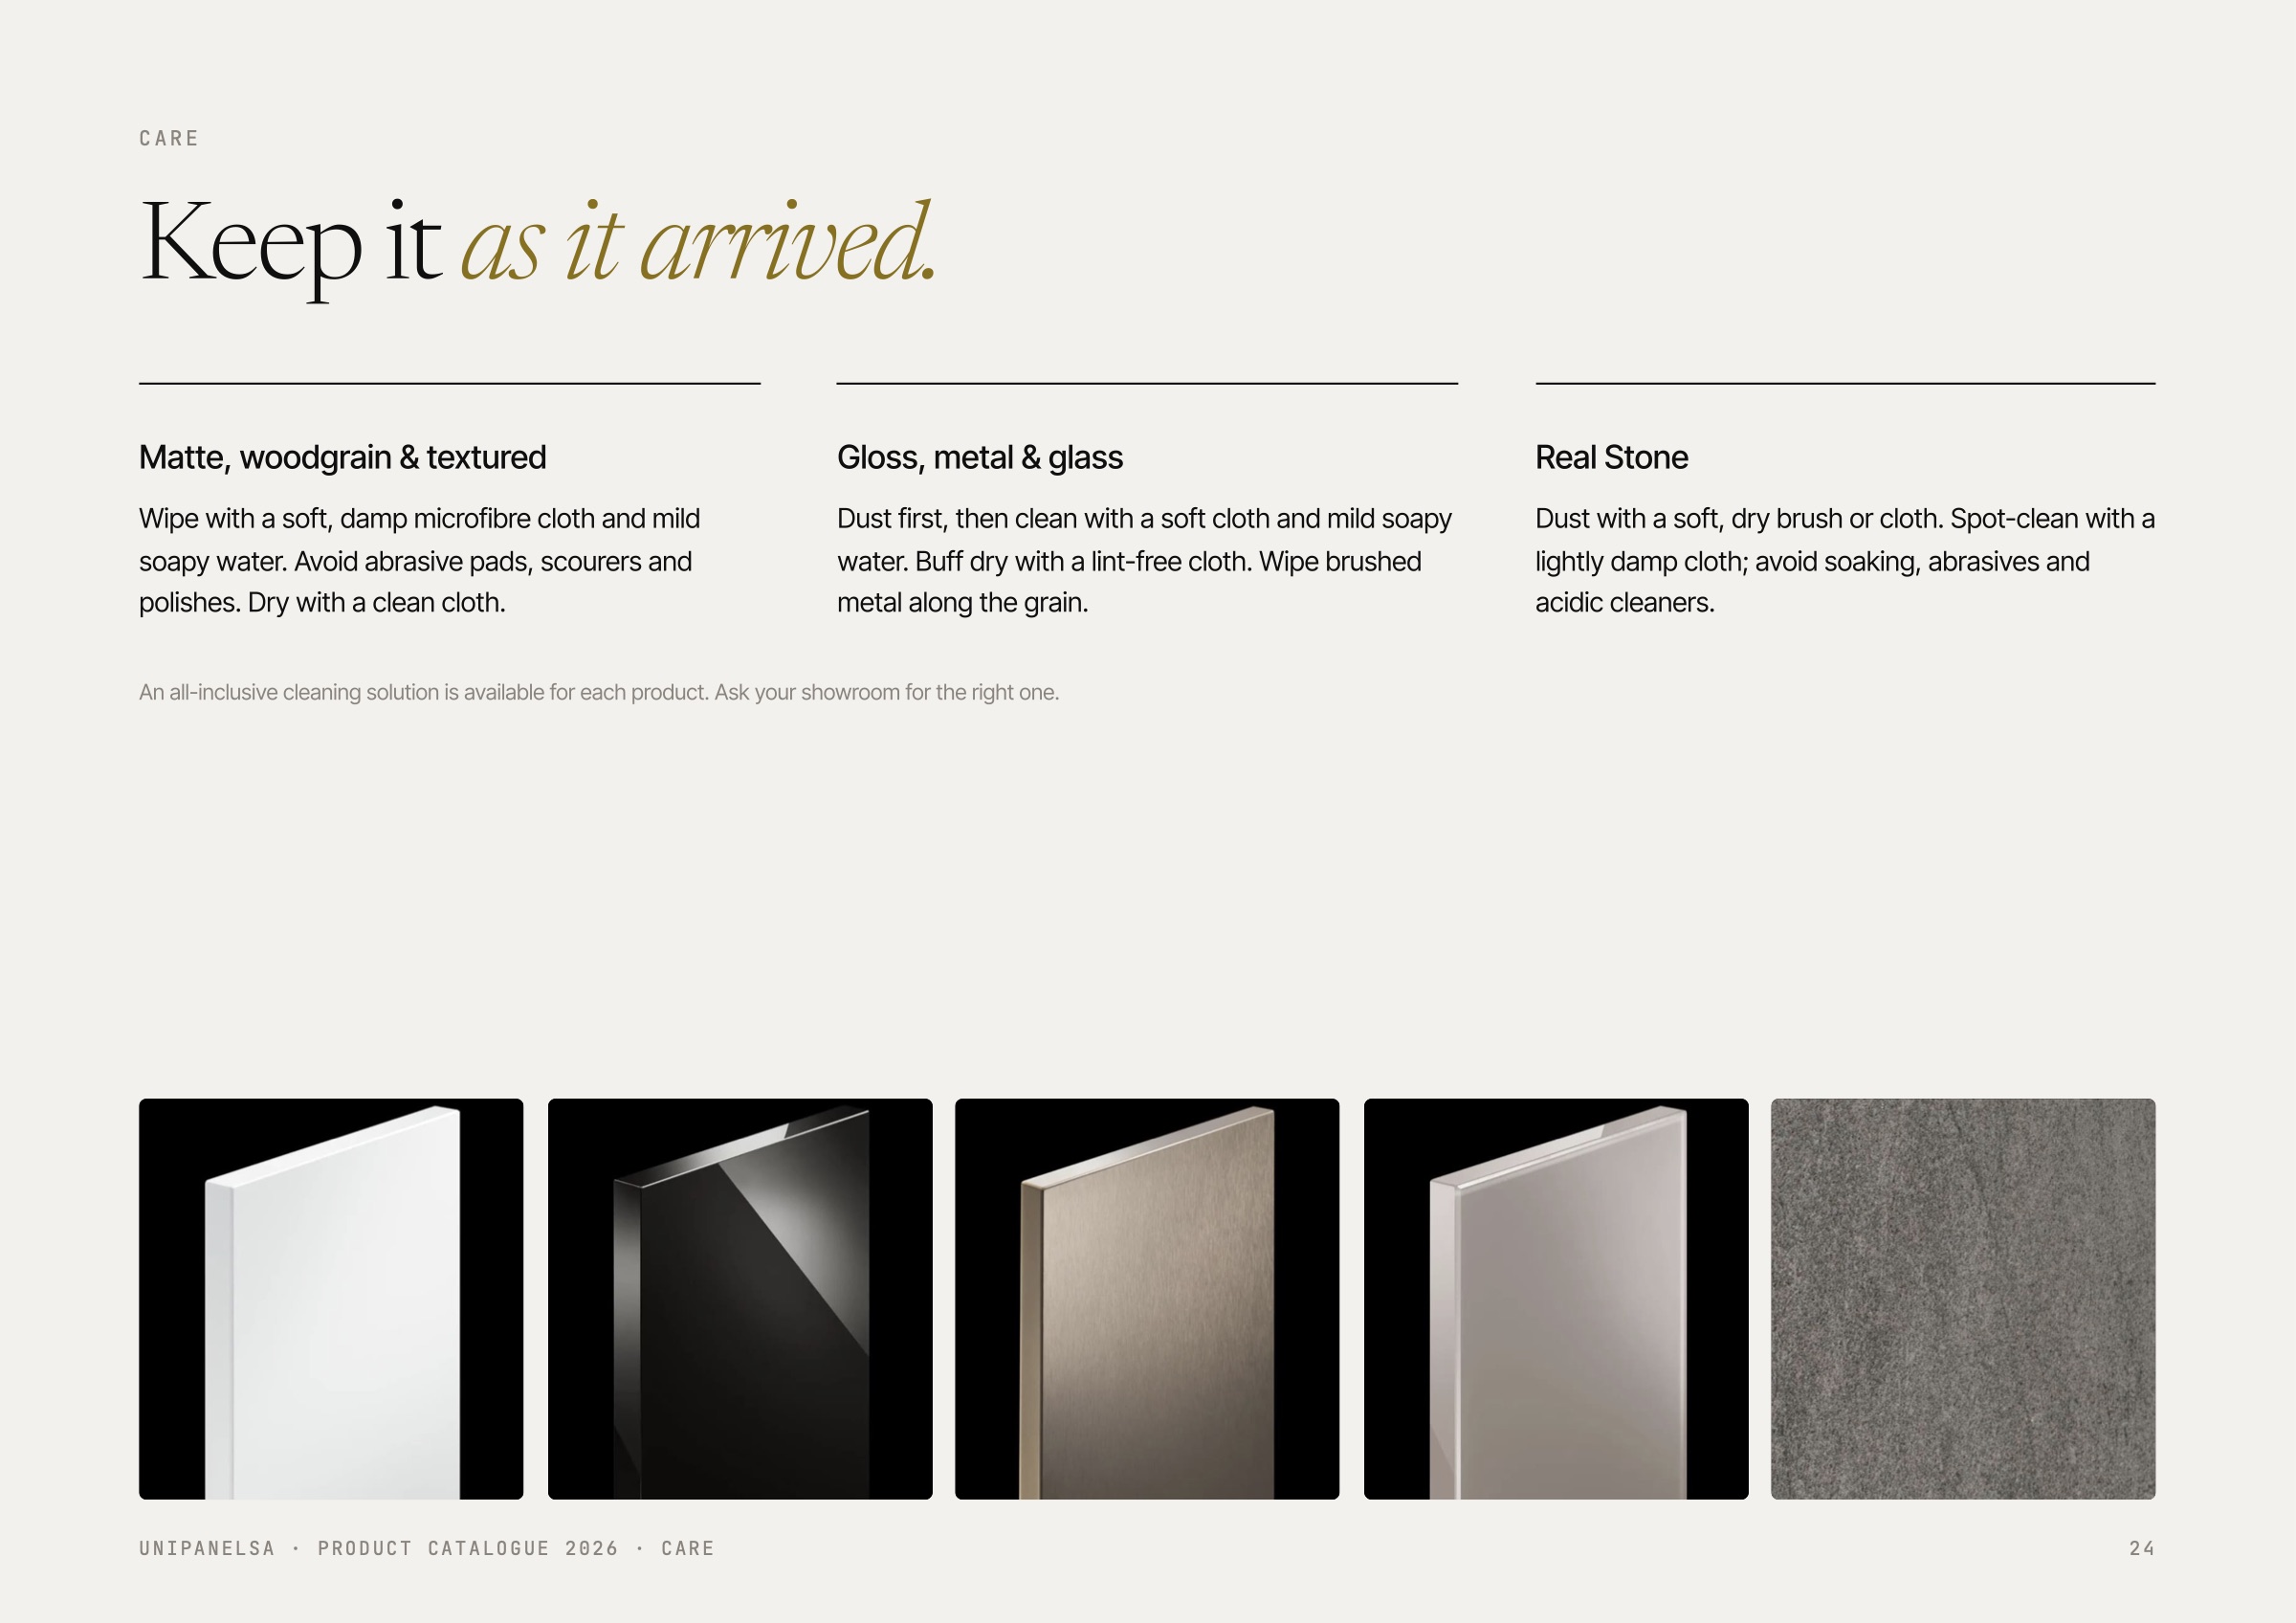 CARE
Keep it as it arrived.
Matte, woodgrain & textured
Wipe with a soft, damp microfibre cloth and mild
soapy water. Avoid abrasive pads, scourers and
polishes. Dry with a clean cloth.
Gloss, metal & glass
Dust first, then clean with a soft cloth and mild soapy
water. Buff dry with a lint-free cloth. Wipe brushed
metal along the grain.
Real Stone
Dust with a soft, dry brush or cloth. Spot-clean with a
lightly damp cloth; avoid soaking, abrasives and
acidic cleaners.
An all-inclusive cleaning solution is available for each product. Ask your showroom for the right one.
UNIPANELSA · PRODUCT CATALOGUE 2026 · CARE
24